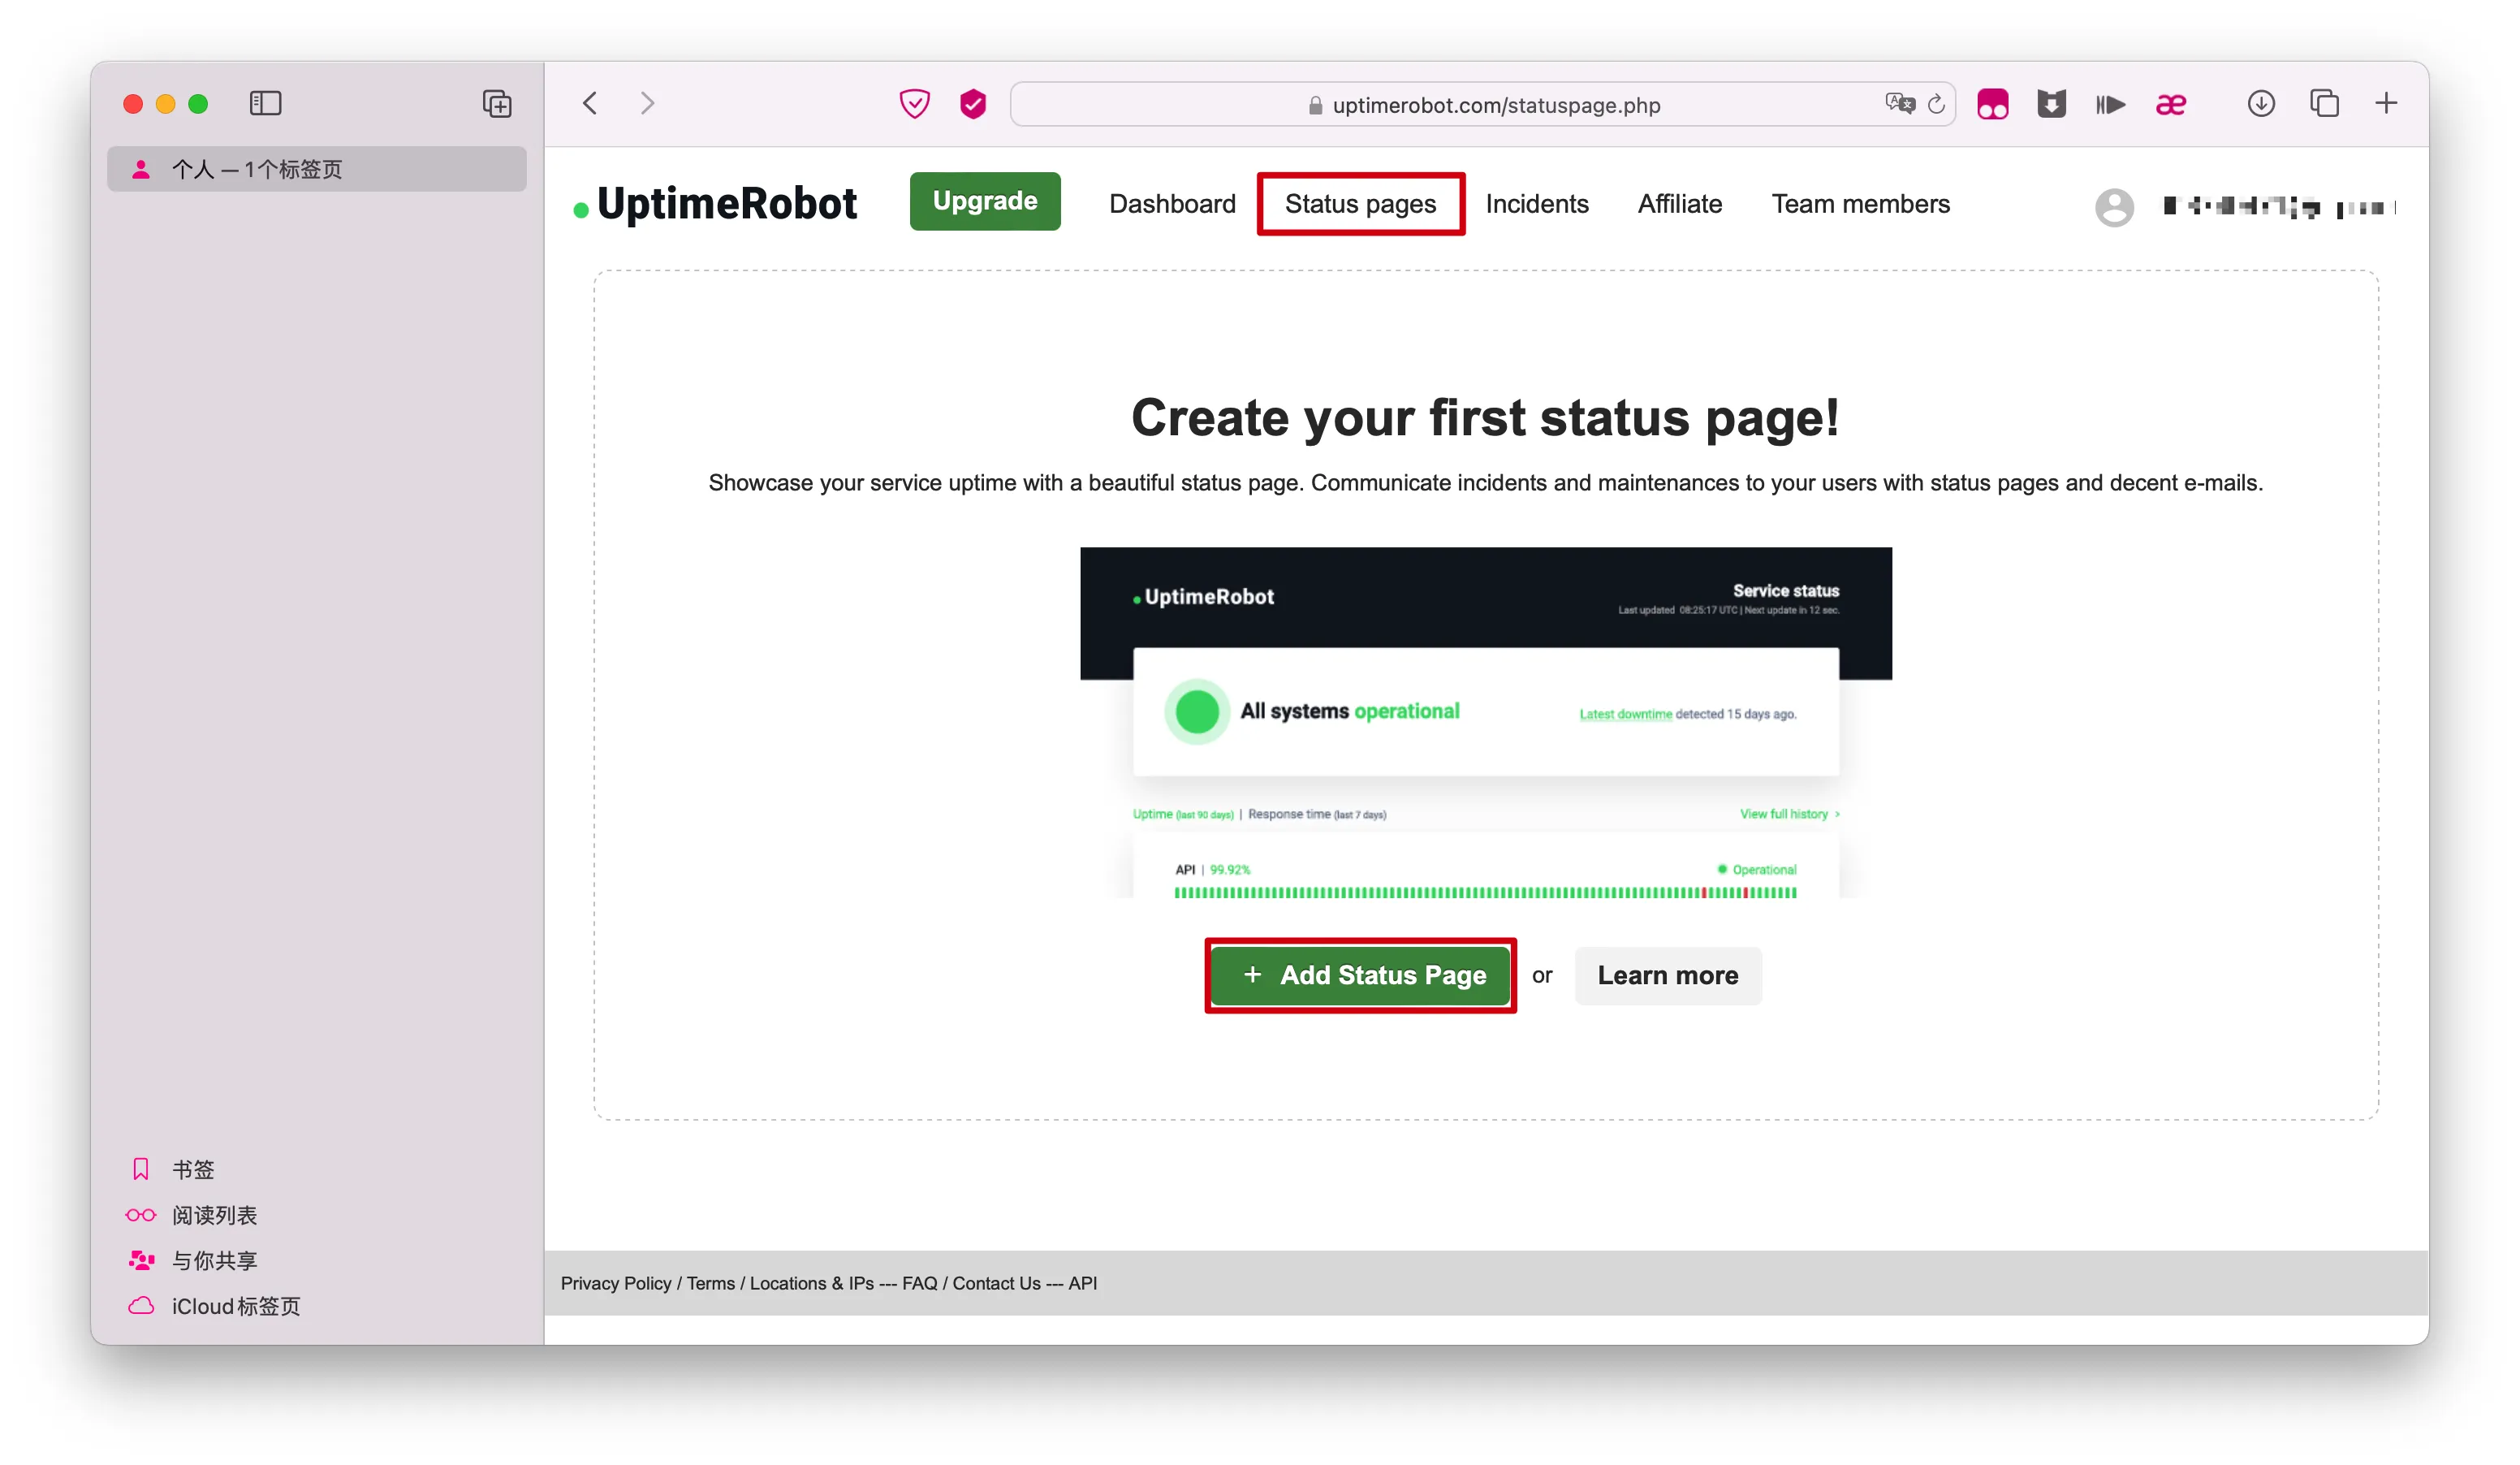 uptimerobot.com/statuspage.php
个人 — 1个标签页
UptimeRobot
Upgrade
Dashboard
Status pages
Incidents
Affiliate
Team members
Create your first status page!
Showcase your service uptime with a beautiful status page. Communicate incidents and maintenances to your users with status pages and decent e-mails.
UptimeRobot
Service status
Last updated 08:25:17 UTC | Next update in 12 sec.
All systems operational
Latest downtime detected 15 days ago.
Uptime (last 90 days) | Response time (last 7 days)
View full history >
API | 99.92%
Operational
+ Add Status Page
or
Learn more
书签
阅读列表
与你共享
iCloud标签页
Privacy Policy / Terms / Locations & IPs --- FAQ / Contact Us --- API